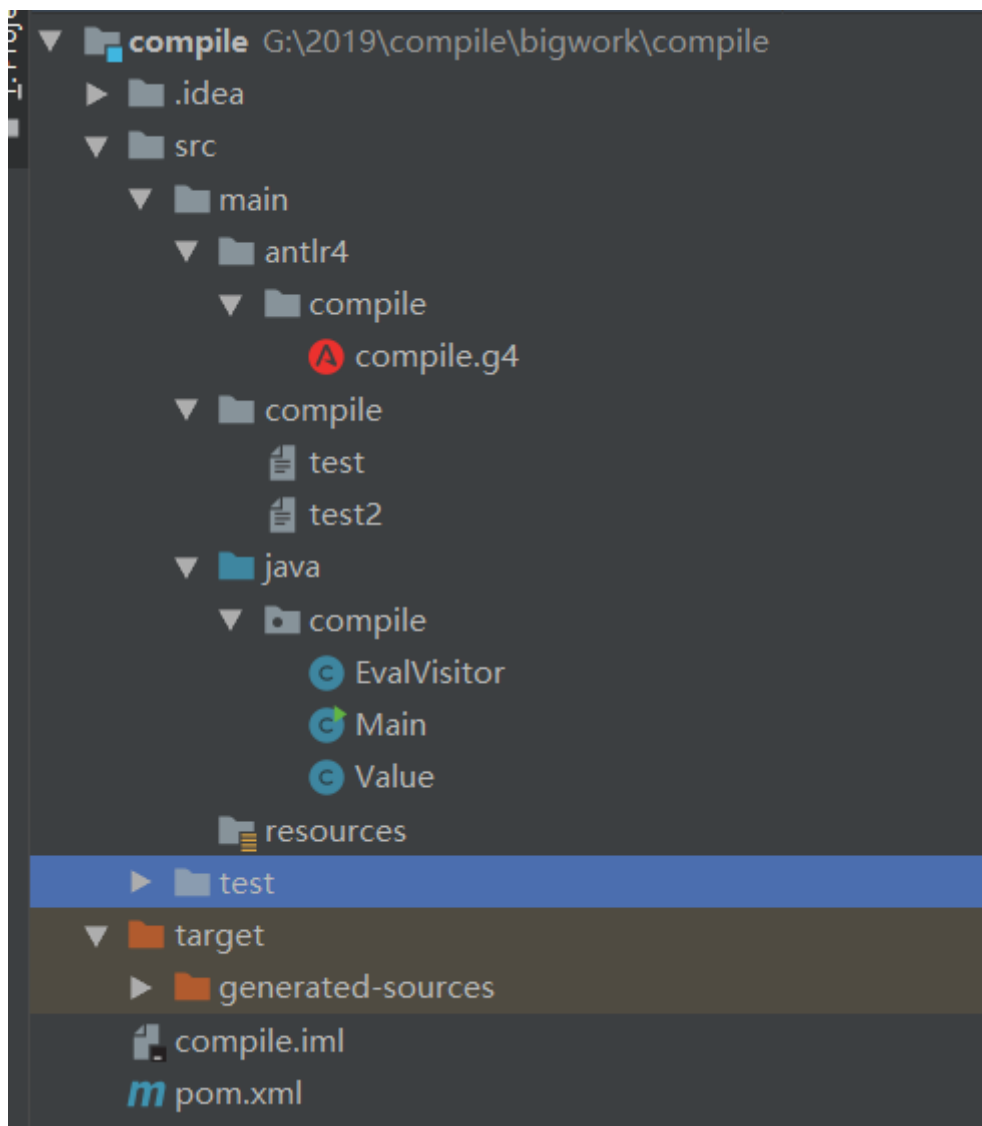 compile G:\2019\compile\bigwork\compile
.idea
src
main
antlr4
compile
compile.g4
compile
test
test2
java
compile
EvalVisitor
Main
Value
resources
test
target
generated-sources
compile.iml
pom.xml